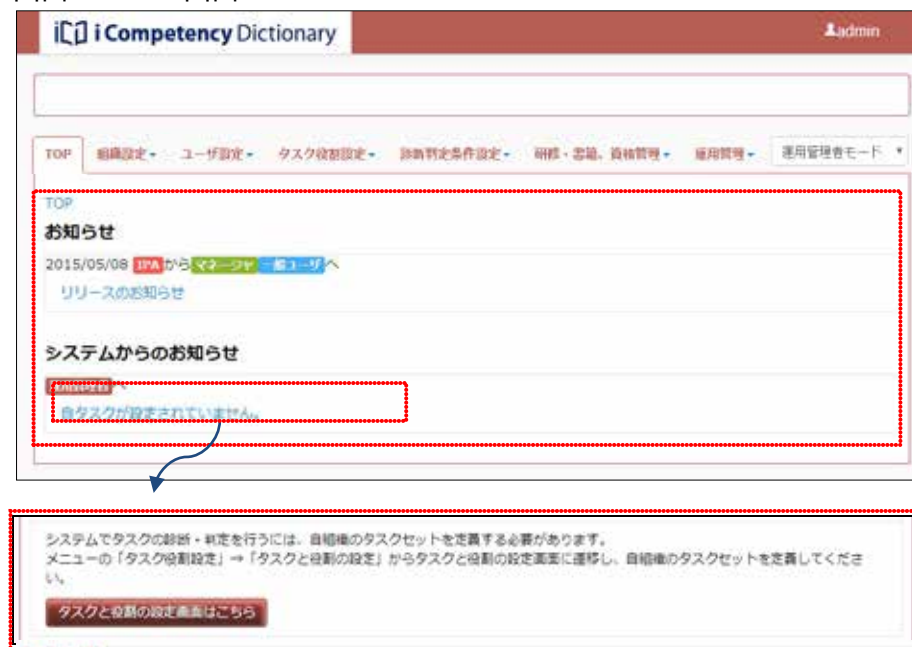 i Competency Dictionary
admin
TOP 組織設定 ユーザ設定 タスク役割設定 診断判定条件設定 研修・書籍、資格管理 運用管理 運用管理者モード
TOP
お知らせ
2015/05/08 IPA から マネージャ 一般ユーザ へ
リリースのお知らせ
システムからのお知らせ
へ
自タスクが設定されていません。
システムでタスクの診断・判定を行うには、自組織のタスクセットを定義する必要があります。
メニューの「タスク役割設定」→「タスクと役割の設定」からタスクと役割の設定画面に遷移し、自組織のタスクセットを定義してくださ
い。
タスクと役割の設定画面はこちら